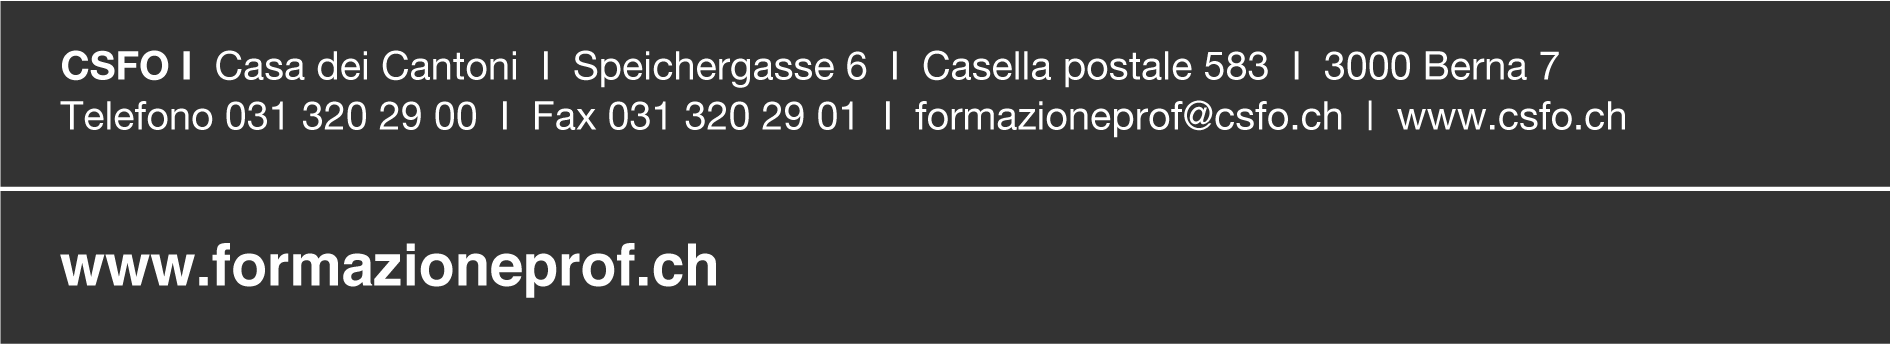 CSFO I Casa dei Cantoni I Speichergasse 6 I Casella postale 583 I 3000 Berna 7
Telefono 031 320 29 00 I Fax 031 320 29 01 I formazioneprof@csfo.ch | www.csfo.ch
www.formazioneprof.ch